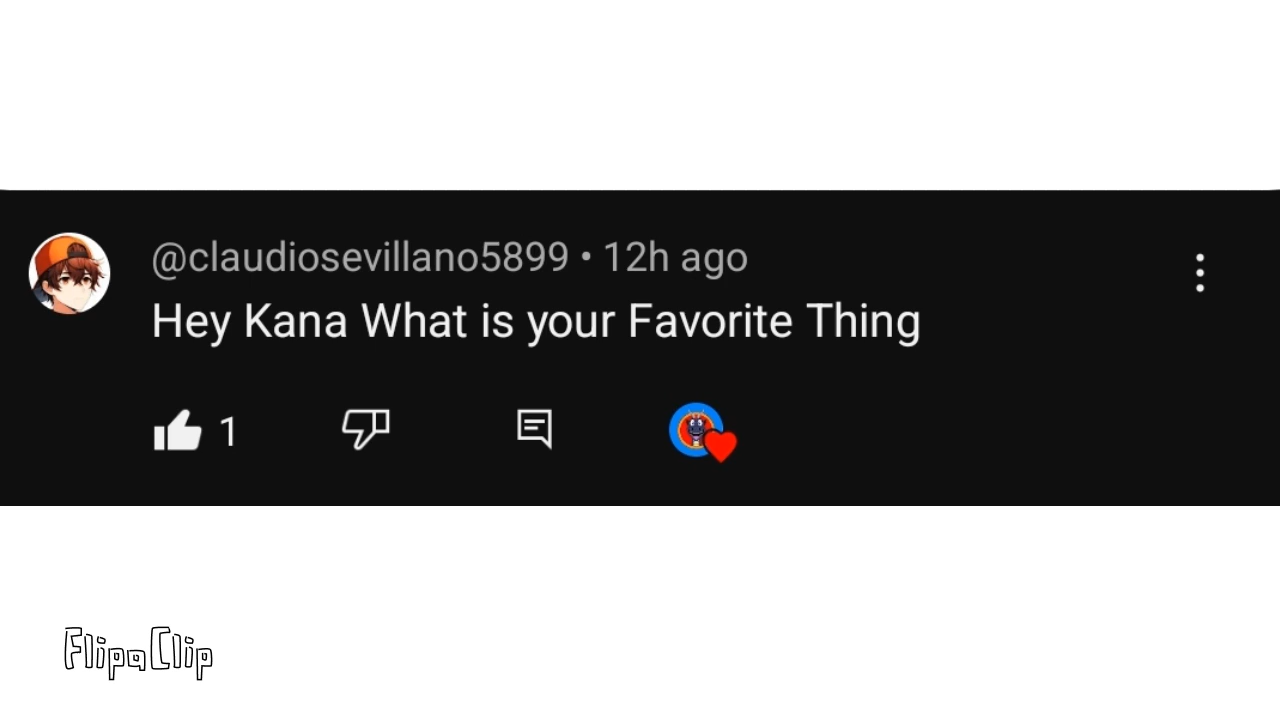 @claudiosevillano5899 • 12h ago
Hey Kana What is your Favorite Thing
1
FlipaClip